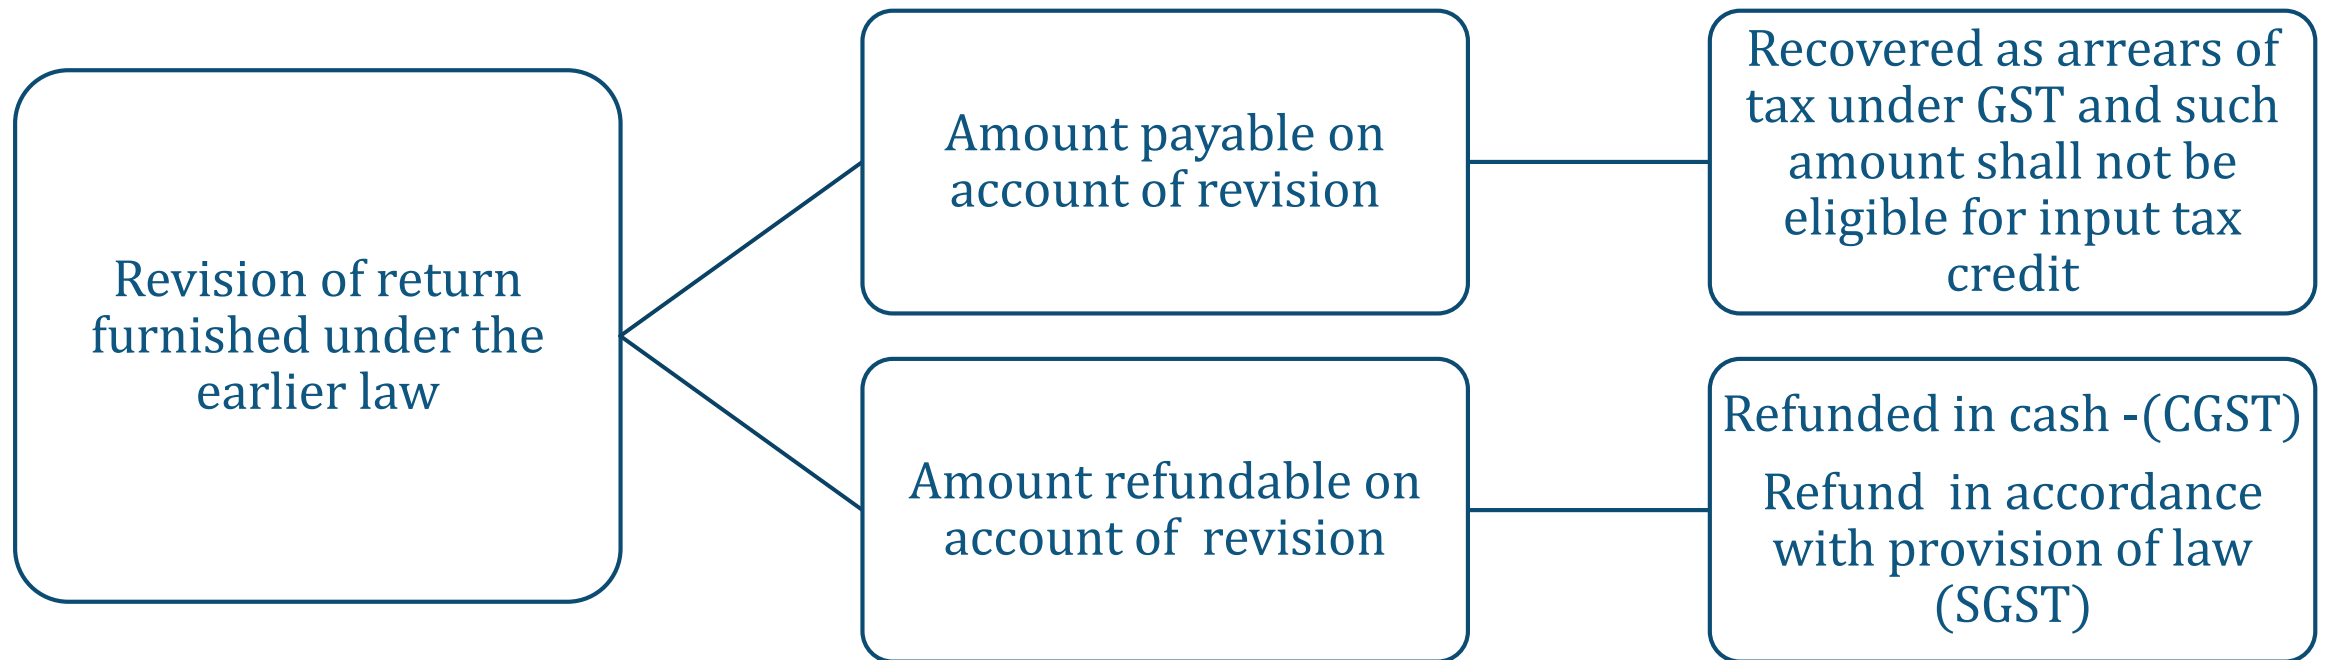 Revision of return
furnished under the
earlier law
Amount payable on
account of revision
Recovered as arrears of
tax under GST and such
amount shall not be
eligible for input tax
credit
Amount refundable on
account of  revision
Refunded in cash -(CGST)
Refund  in accordance
with provision of law
(SGST)